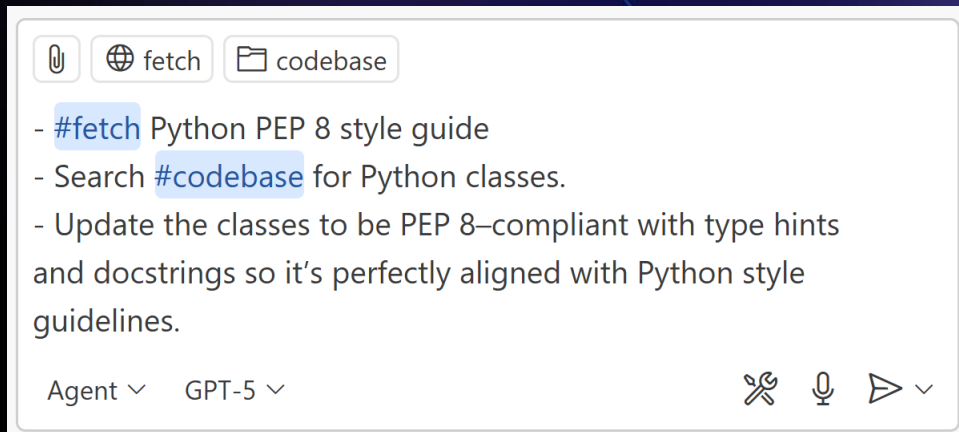 fetch codebase
- #fetch Python PEP 8 style guide
- Search #codebase for Python classes.
- Update the classes to be PEP 8–compliant with type hints
and docstrings so it’s perfectly aligned with Python style
guidelines.
Agent GPT-5